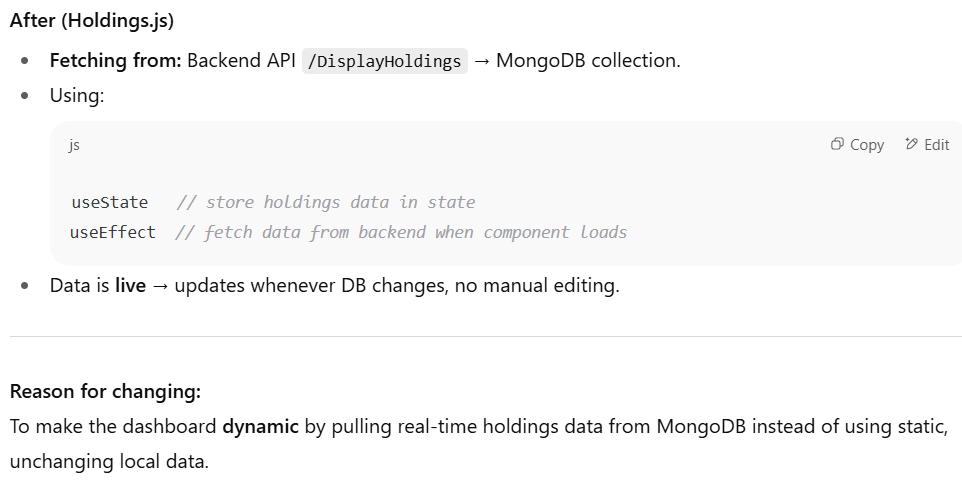 After (Holdings.js)
• Fetching from: Backend API /DisplayHoldings → MongoDB collection.
• Using:
js Copy Edit
useState // store holdings data in state
useEffect // fetch data from backend when component loads
• Data is live → updates whenever DB changes, no manual editing.
Reason for changing:
To make the dashboard dynamic by pulling real-time holdings data from MongoDB instead of using static,
unchanging local data.